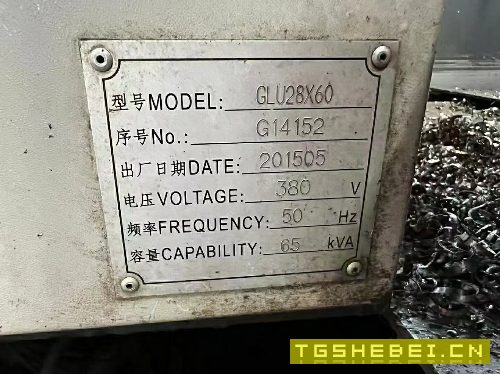 型号MODEL: GLU28X60
序号No.: G14152
出厂日期DATE: 201505
电压VOLTAGE: 380 V
频率FREQUENCY: 50 Hz
容量CAPABILITY: 65 kVA
TGSHEBEI.CN